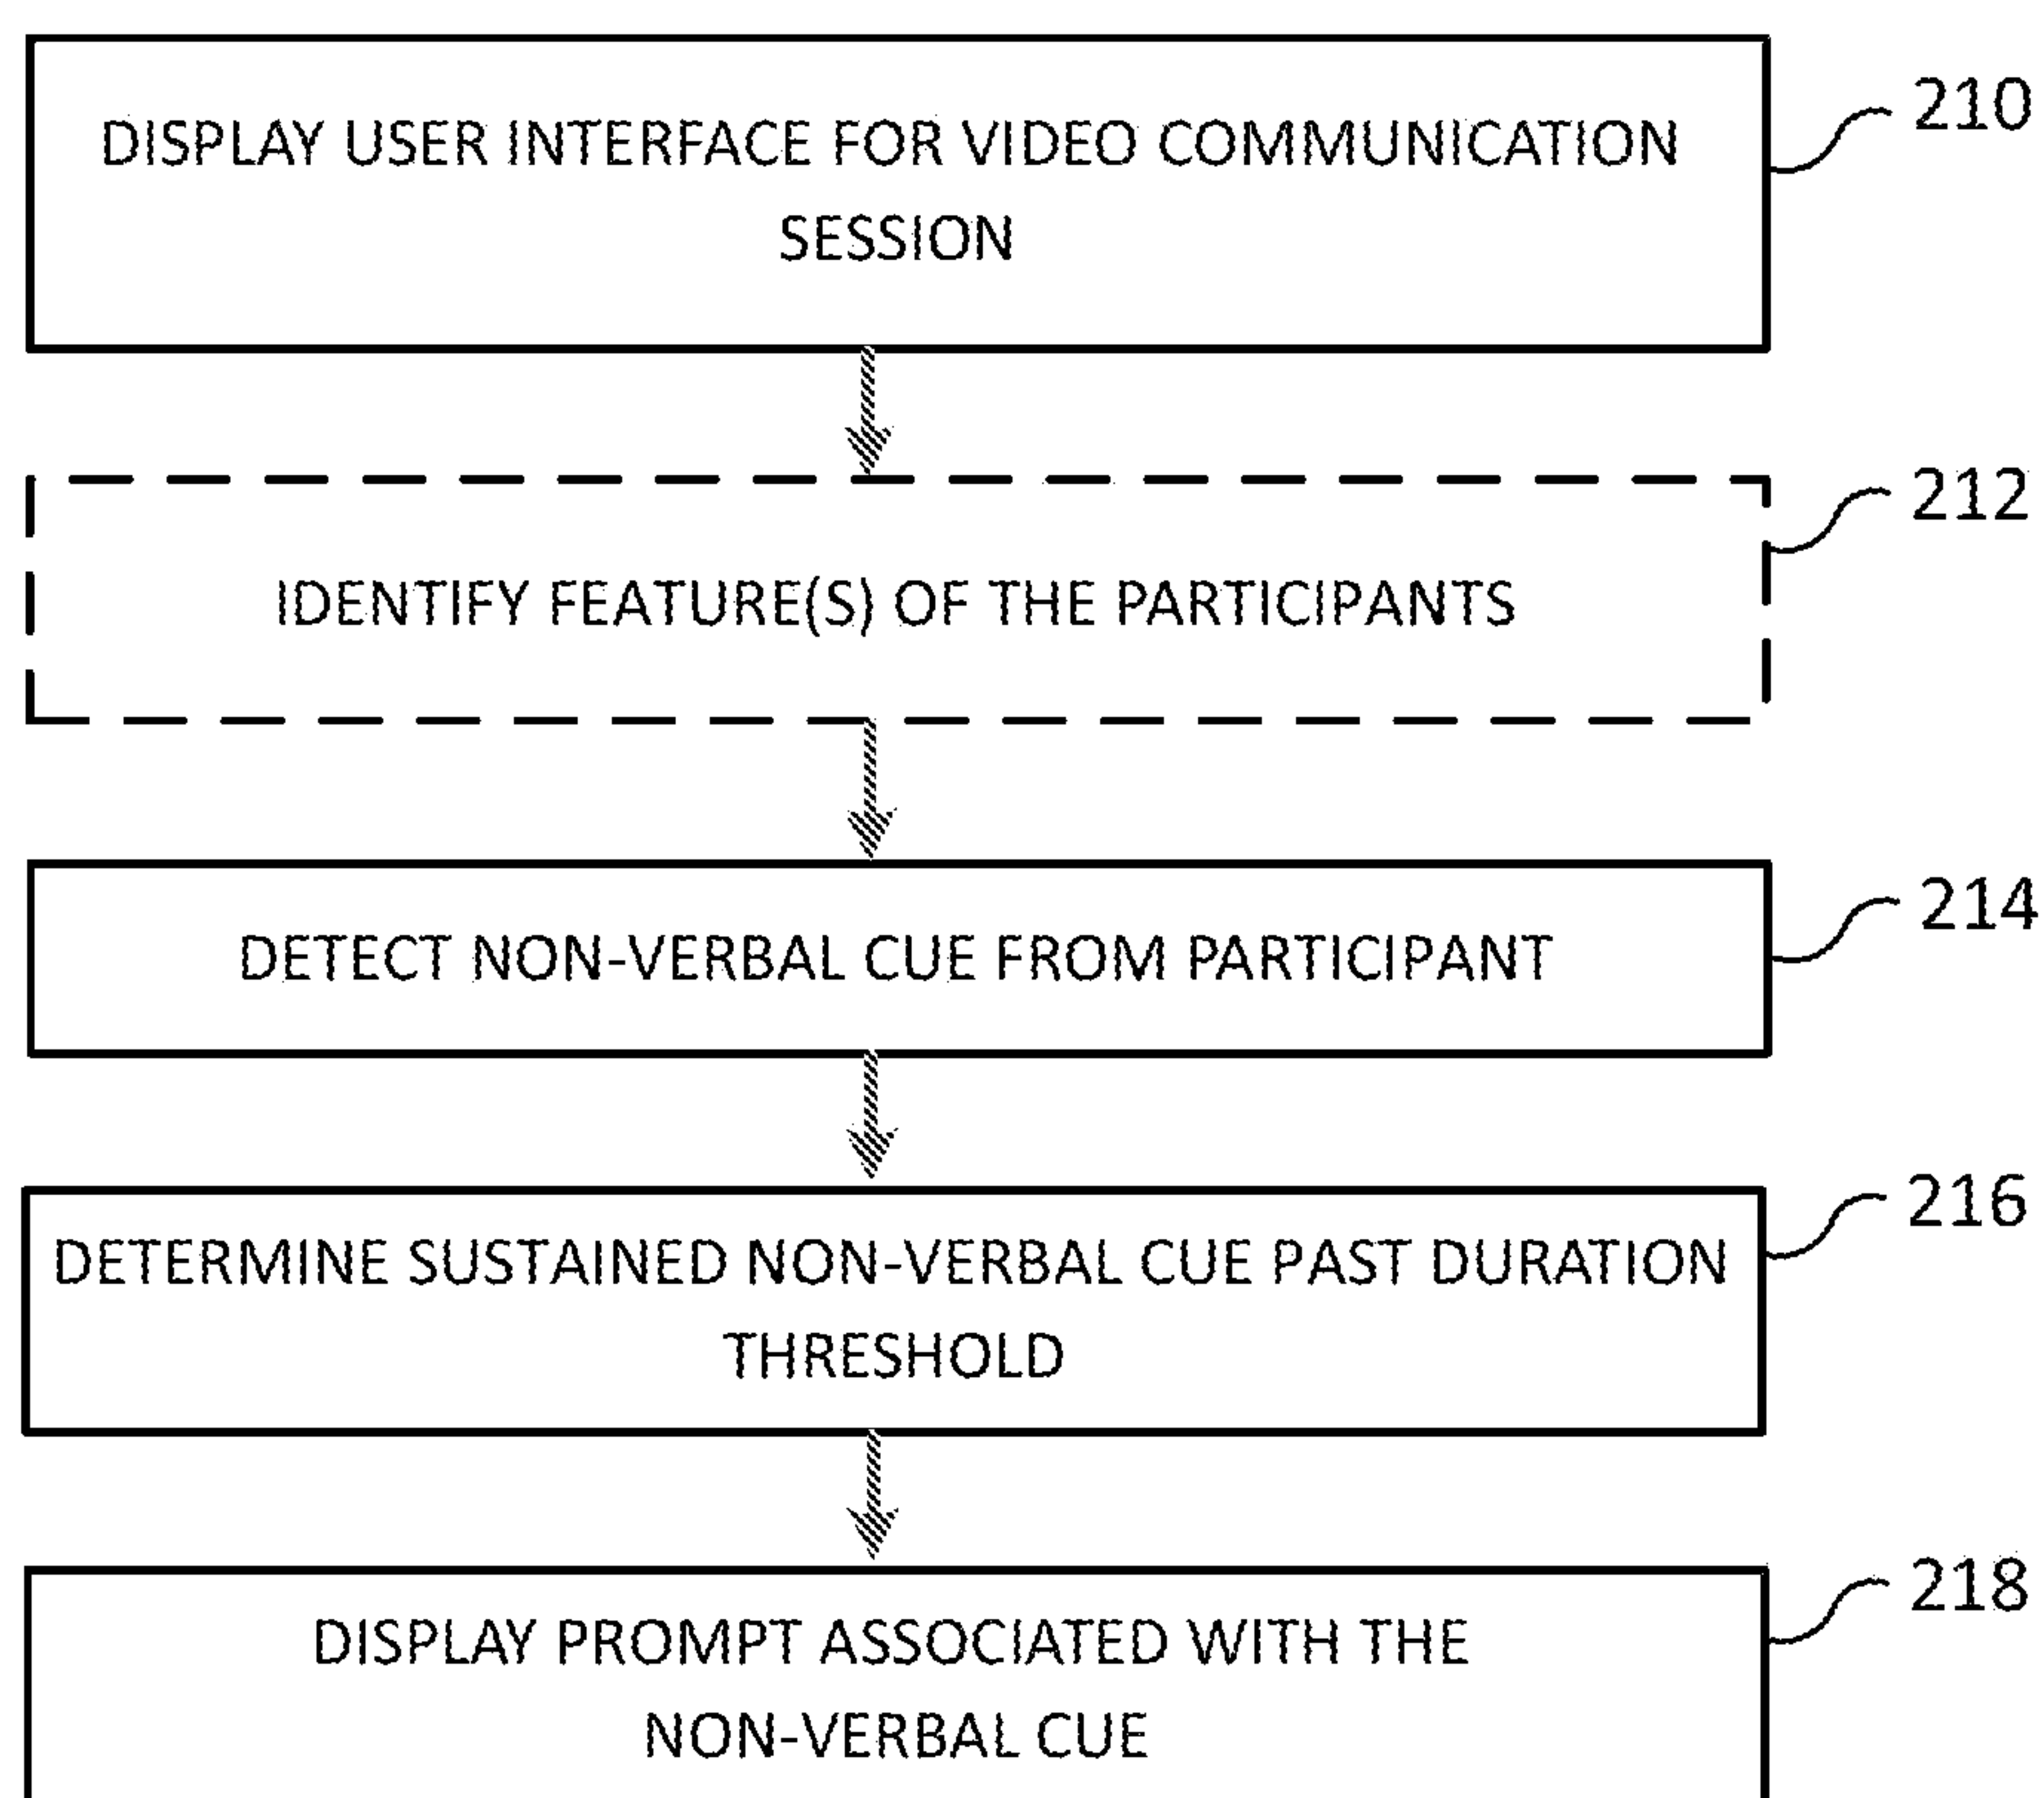 DISPLAY USER INTERFACE FOR VIDEO COMMUNICATION
SESSION
210
IDENTIFY FEATURE(S) OF THE PARTICIPANTS
212
DETECT NON-VERBAL CUE FROM PARTICIPANT
214
DETERMINE SUSTAINED NON-VERBAL CUE PAST DURATION
THRESHOLD
216
DISPLAY PROMPT ASSOCIATED WITH THE
NON-VERBAL CUE
218